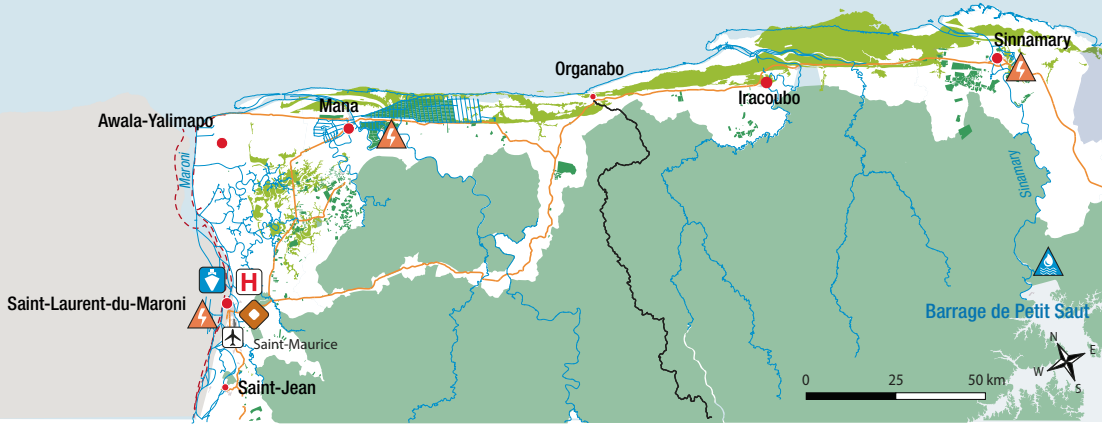 Sinnamary
Organabo
Mana
Iracoubo
Awala-Yalimapo
Maroni
Sinamary
H
Saint-Laurent-du-Maroni
Barrage de Petit Saut
Saint-Maurice
N
E
W
S
Saint-Jean
0 25 50 km